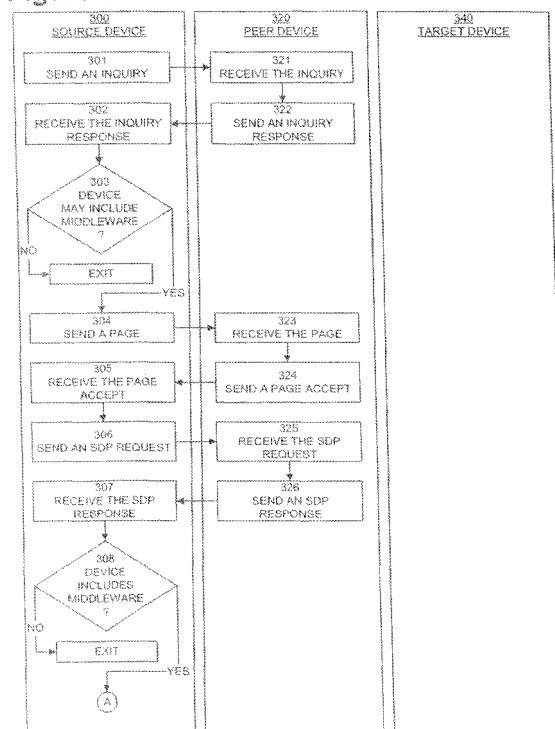 300
SOURCE DEVICE
320
PEER DEVICE
340
TARGET DEVICE
301
SEND AN INQUIRY
321
RECEIVE THE INQUIRY
302
RECEIVE THE INQUIRY
RESPONSE
322
SEND AN INQUIRY
RESPONSE
303
DEVICE
MAY INCLUDE
MIDDLEWARE
?
NO
EXIT
YES
304
SEND A PAGE
323
RECEIVE THE PAGE
305
RECEIVE THE PAGE
ACCEPT
324
SEND A PAGE ACCEPT
306
SEND AN SDP REQUEST
325
RECEIVE THE SDP
REQUEST
307
RECEIVE THE SDP
RESPONSE
326
SEND AN SDP
RESPONSE
308
DEVICE
INCLUDES
MIDDLEWARE
?
NO
EXIT
YES
A